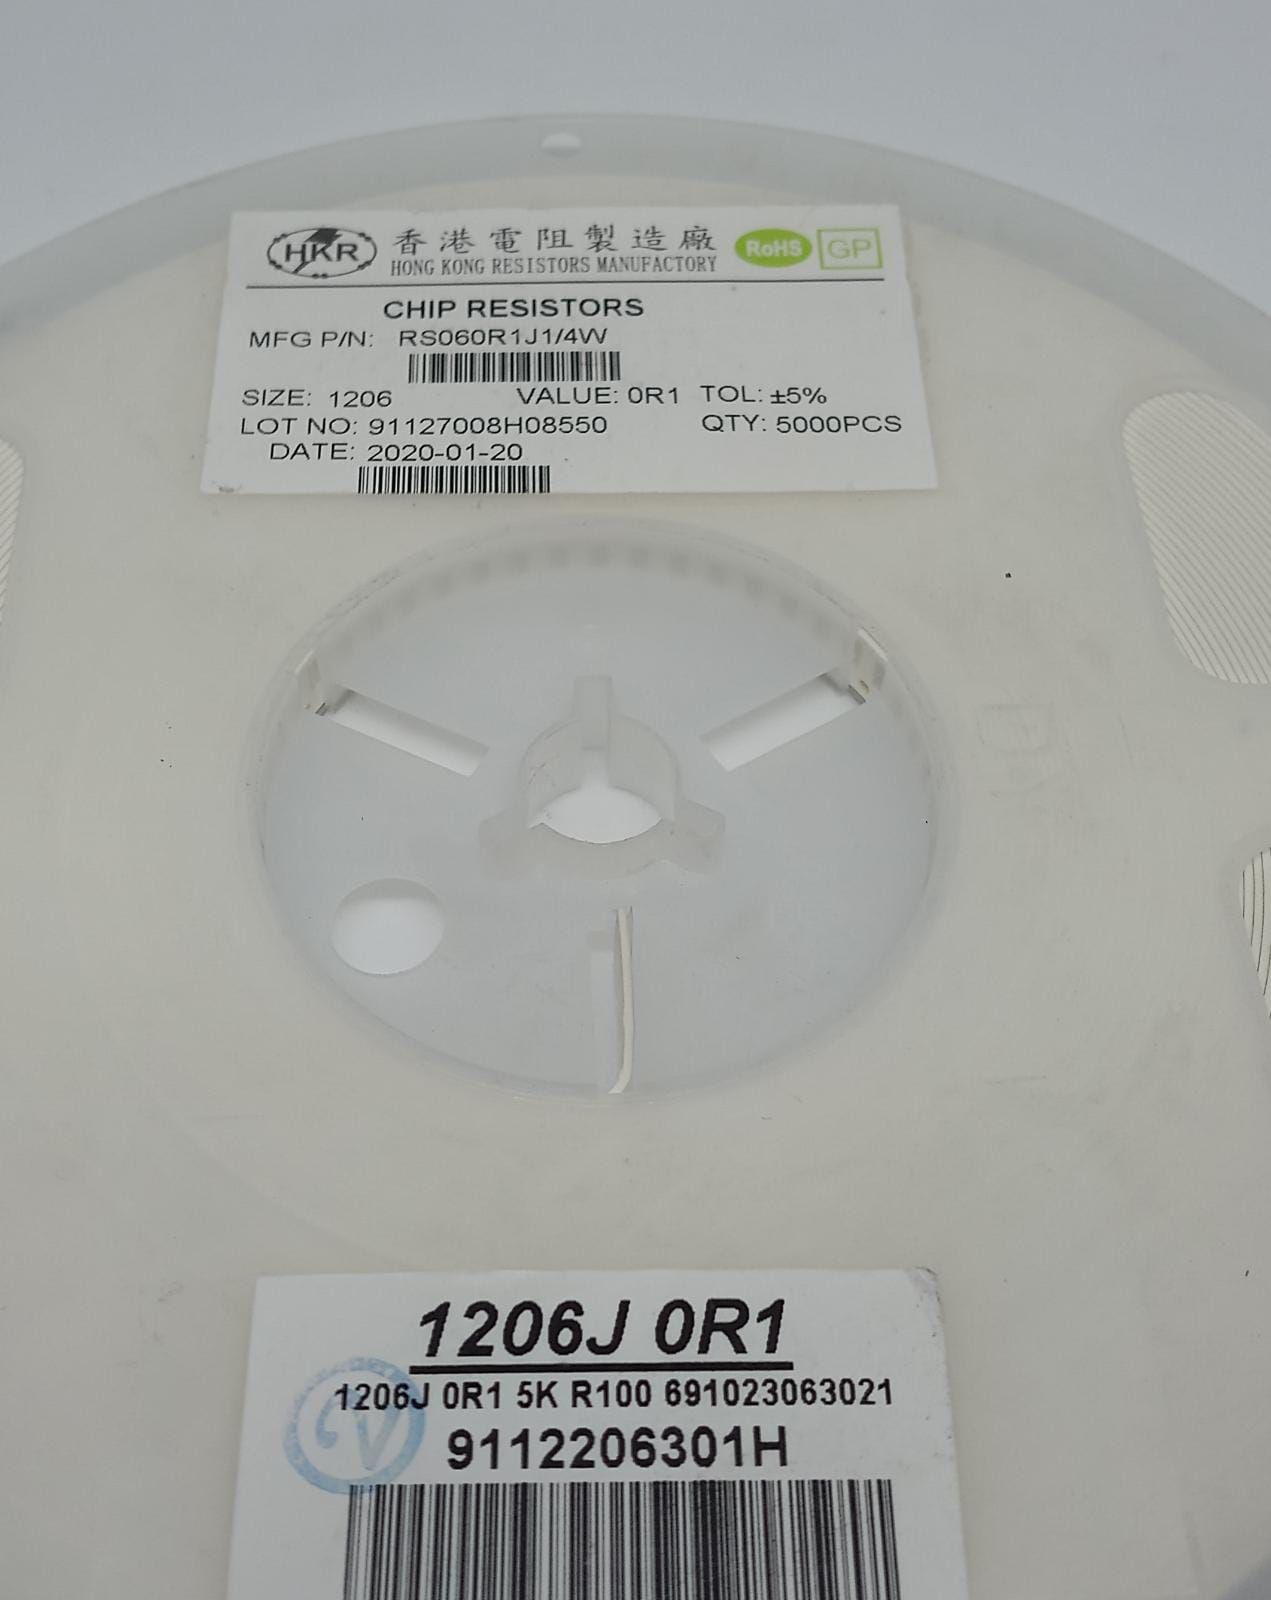 HKR 香港電阻製造廠 RoHS GP
HONG KONG RESISTORS MANUFACTORY
CHIP RESISTORS
MFG P/N: RS060R1J1/4W
SIZE: 1206 VALUE: 0R1 TOL: ±5%
LOT NO: 91127008H08550 QTY: 5000PCS
DATE: 2020-01-20
1206J 0R1
1206J 0R1 5K R100 691023063021
9112206301H